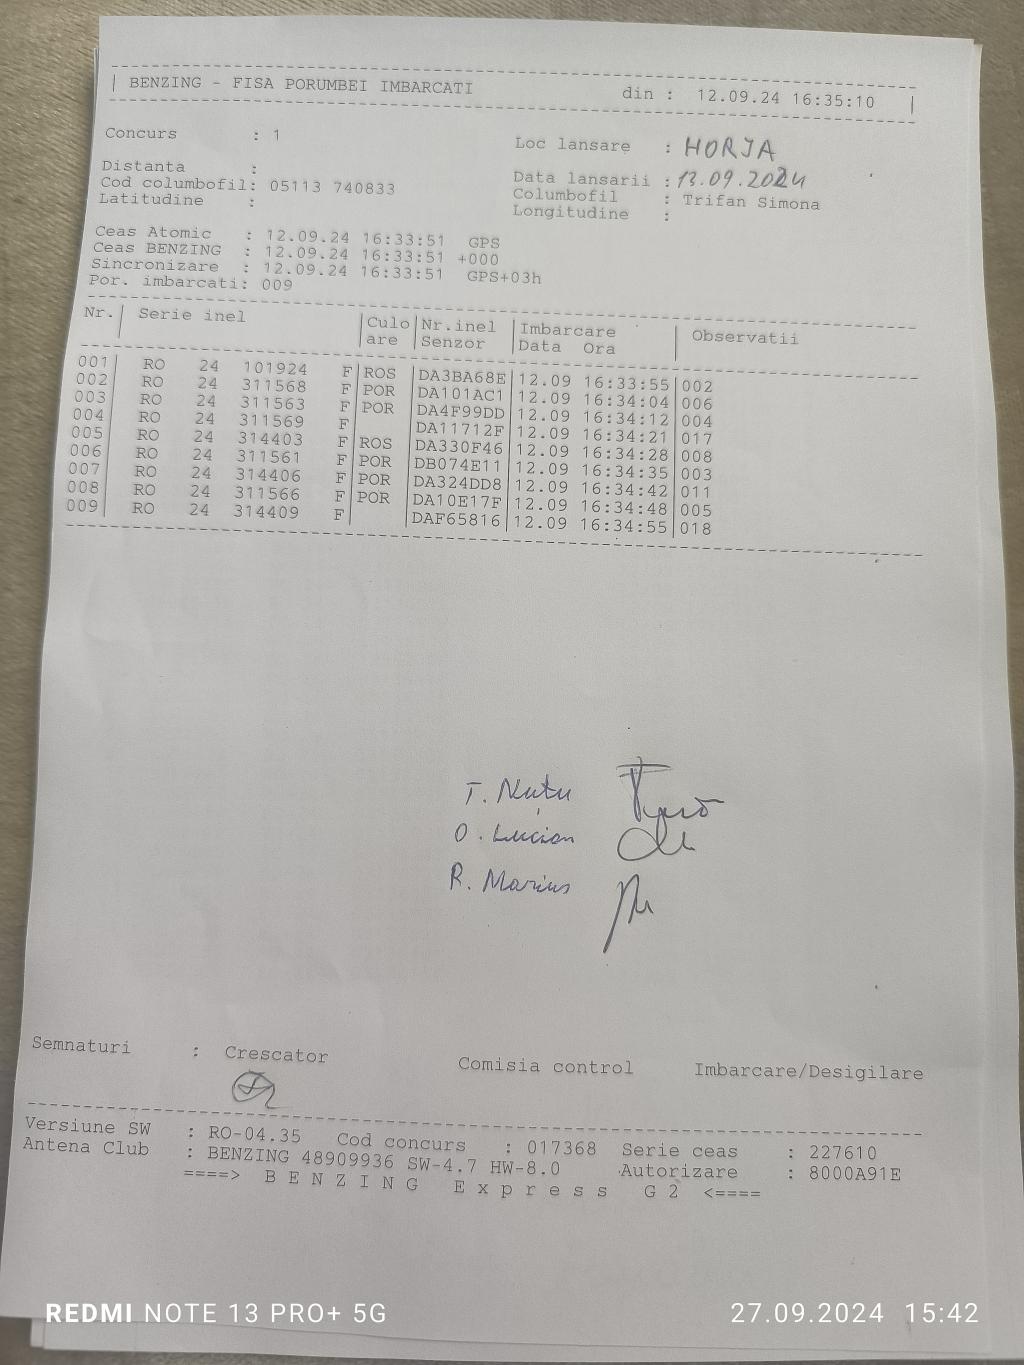 BENZING - FISA PORUMBEI IMBARCATI din : 12.09.24 16:35:10
Concurs : 1 Loc lansare : HORJA
Distanta : Data lansarii : 13.09.2024
Cod columbofil: 05113 740833 Columbofil : Trifan Simona
Latitudine : Longitudine :
Ceas Atomic : 12.09.24 16:33:51 GPS
Ceas BENZING : 12.09.24 16:33:51 +000
Sincronizare : 12.09.24 16:33:51 GPS+03h
Por. imbarcati: 009
Nr. Serie inel Culo Nr.inel Imbarcare Observatii
are Senzor Data Ora
001 RO 24 101924 F ROS DA3BA68E 12.09 16:33:55 002
002 RO 24 311568 F POR DA101AC1 12.09 16:34:04 006
003 RO 24 311563 F POR DA4F99DD 12.09 16:34:12 004
004 RO 24 311569 F DA11712F 12.09 16:34:21 017
005 RO 24 314403 F ROS DA330F46 12.09 16:34:28 008
006 RO 24 311561 F POR DB074E11 12.09 16:34:35 003
007 RO 24 314406 F POR DA324DD8 12.09 16:34:42 011
008 RO 24 311566 F POR DA10E17F 12.09 16:34:48 005
009 RO 24 314409 F DAF65816 12.09 16:34:55 018
T. Nuțu
O. Lucian
R. Marius
Semnaturi : Crescator Comisia control Imbarcare/Desigilare
Versiune SW : RO-04.35 Cod concurs : 017368 Serie ceas : 227610
Antena Club : BENZING 48909936 SW-4.7 HW-8.0 Autorizare : 8000A91E
====> B E N Z I N G E x p r e s s G 2 <====
REDMI NOTE 13 PRO+ 5G 27.09.2024 15:42